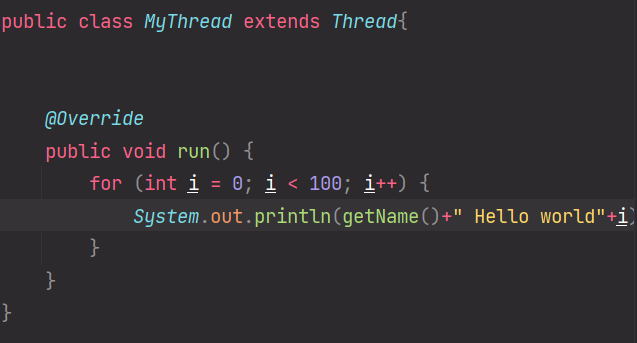 public class MyThread extends Thread{
@Override
public void run() {
for (int i = 0; i < 100; i++) {
System.out.println(getName()+" Hello world"+i)
}
}
}